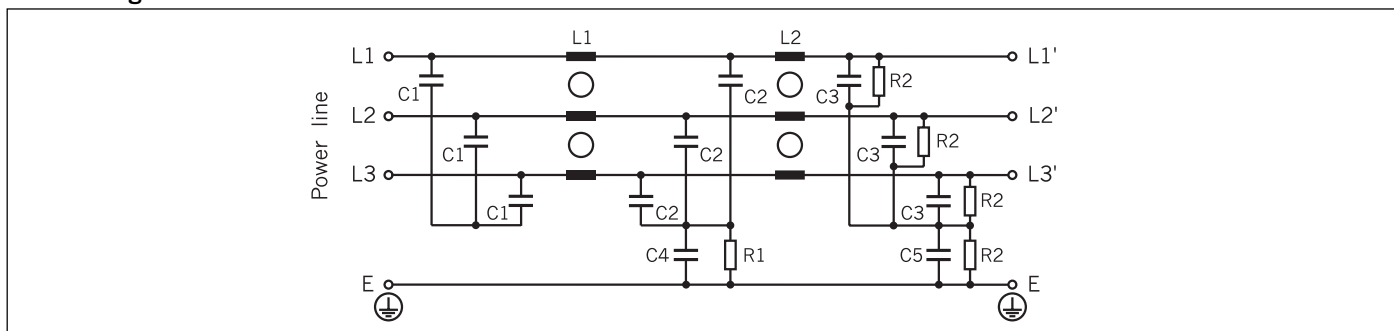 L1
L2
L1
L1'
C1
C2
C3
R2
Power line
L2
L2'
C1
C2
C3
R2
L3
L3'
C1
C2
C3
R2
C4
R1
C5
R2
E
E